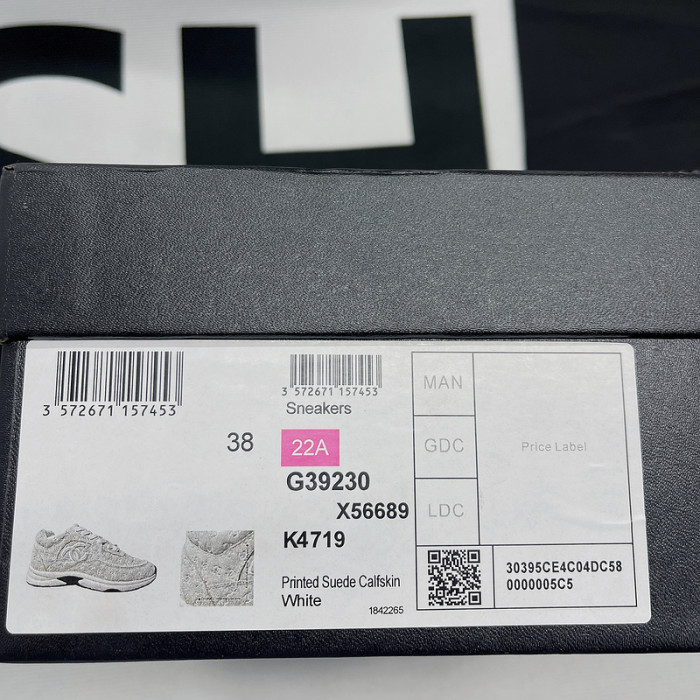 CH
3 572671 157453
3 572671 157453
Sneakers
38
22A
G39230
X56689
K4719
Printed Suede Calfskin
White
1842265
MAN
GDC
LDC
Price Label
30395CE4C04DC58
0000005C5